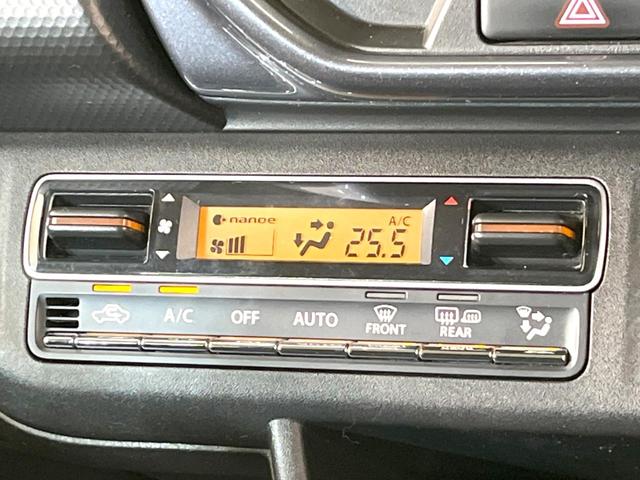 nanoe
A/C
25.5
A/C
OFF
AUTO
FRONT
REAR